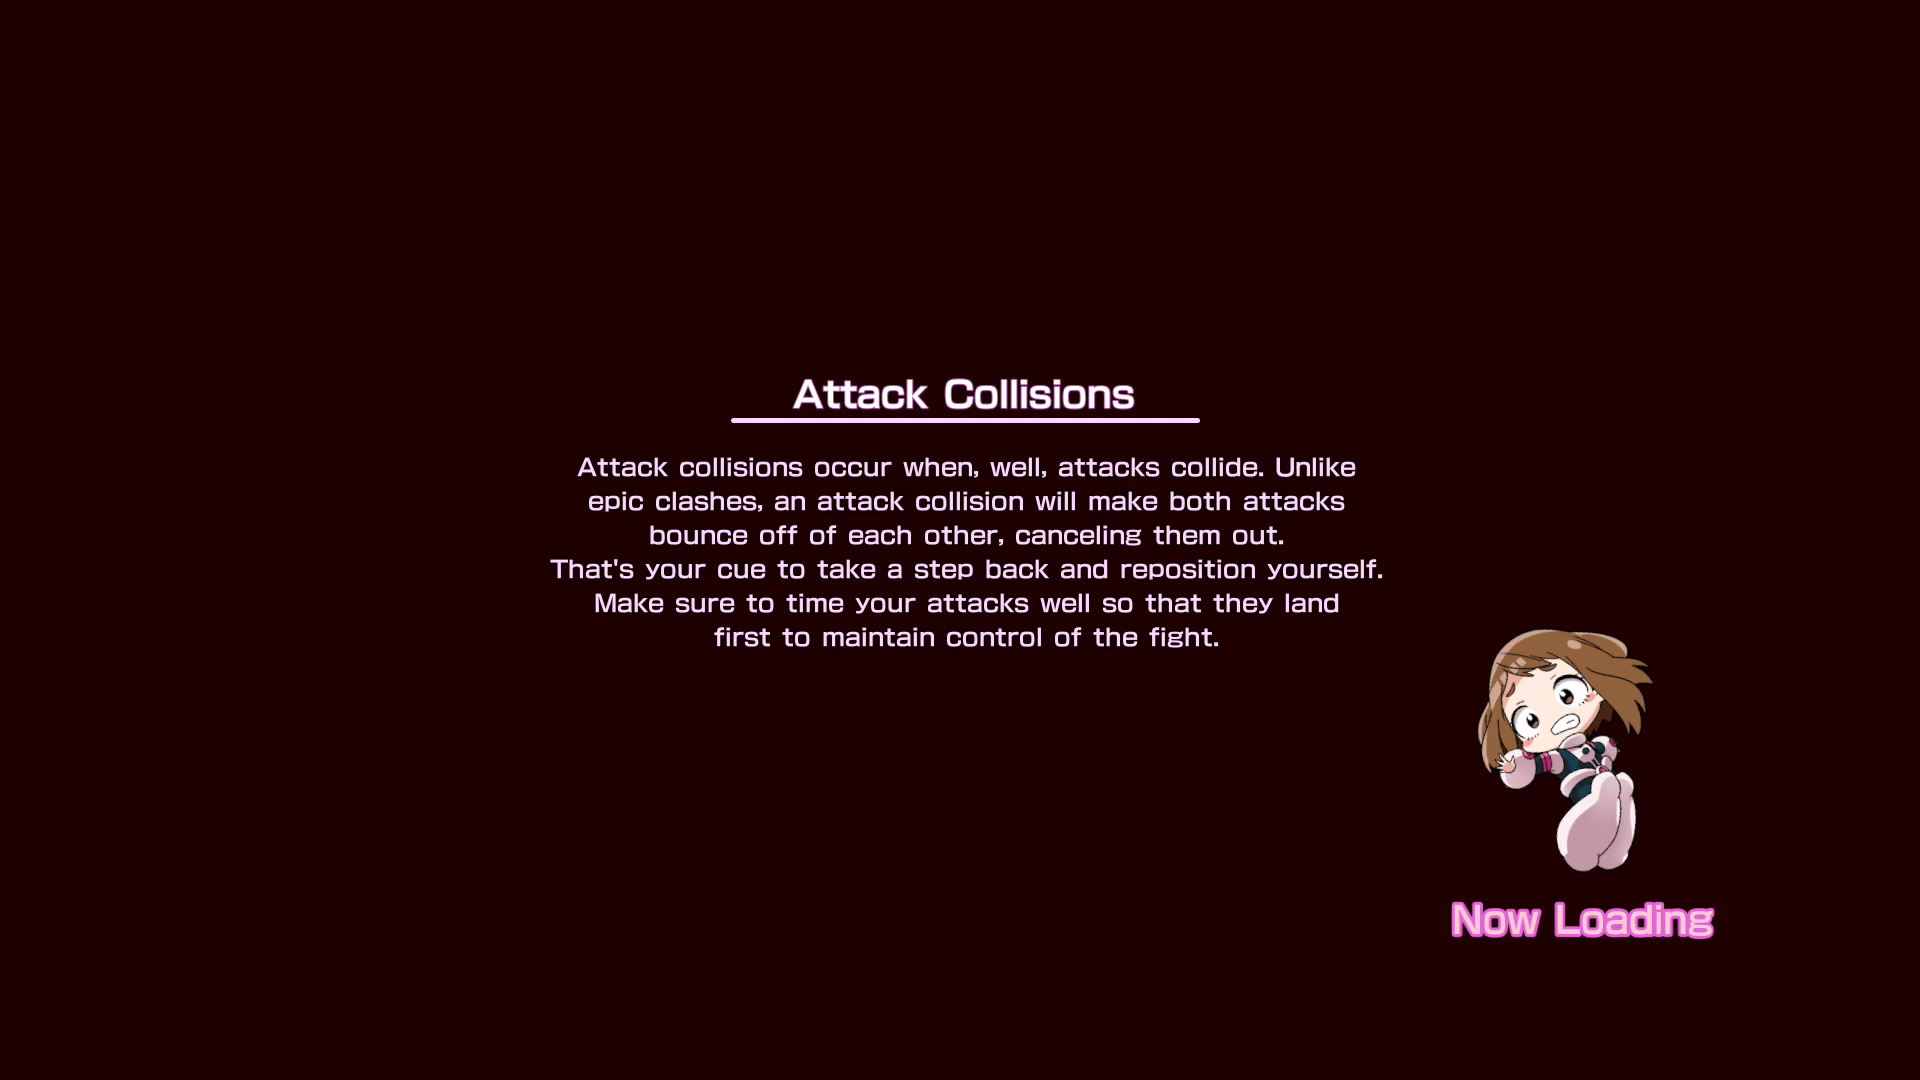 Attack Collisions
Attack collisions occur when, well, attacks collide. Unlike
epic clashes, an attack collision will make both attacks
bounce off of each other, canceling them out.
That's your cue to take a step back and reposition yourself.
Make sure to time your attacks well so that they land
first to maintain control of the fight.
Now Loading